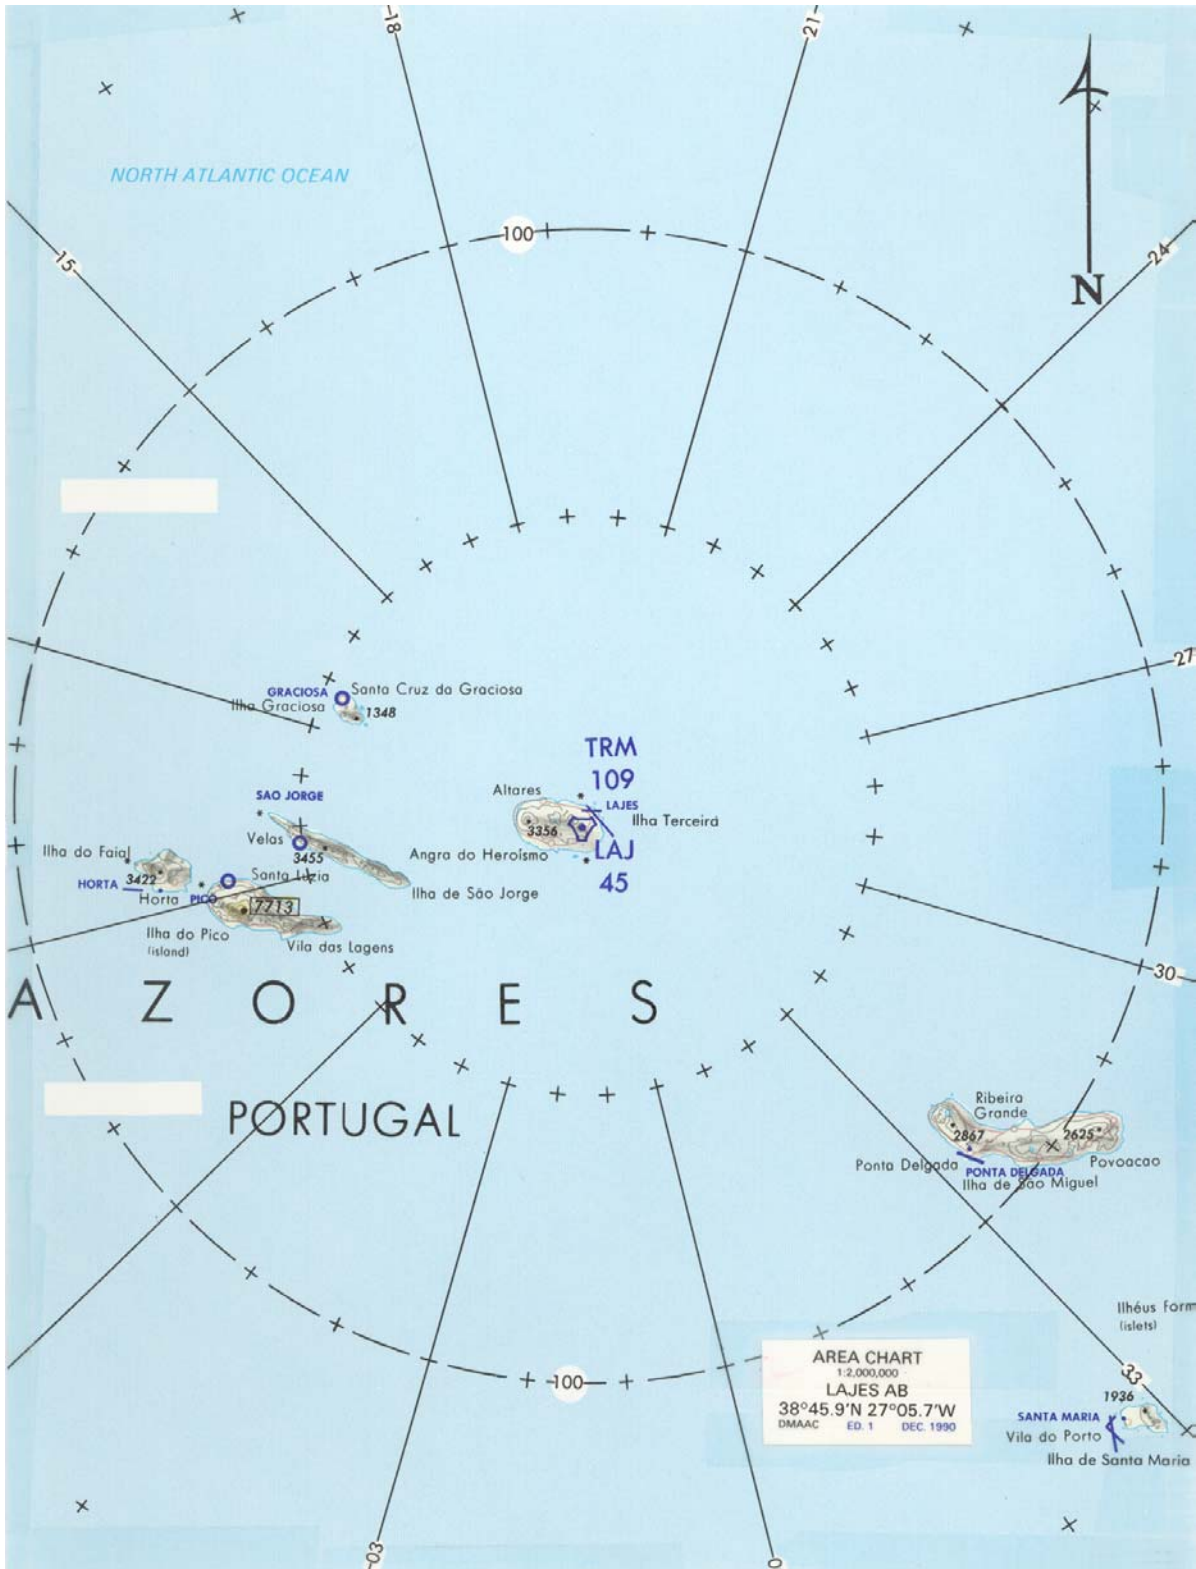 18
21
15
24
N
NORTH ATLANTIC OCEAN
100
27
GRACIOSA
Santa Cruz da Graciosa
Ilha Graciosa
1348
TRM
109
SAO JORGE
Altares
LAJES
3356
Ilha Terceira
Velas
3455
Ilha do Faial
Angra do Heroísmo
LAJ
45
3422
Santa Luzia
HORTA
Horta
PICO
Ilha de São Jorge
7713
Ilha do Pico
(island)
Vila das Lagens
30
AZORES
PORTUGAL
Ribeira
Grande
2867
2625
Ponta Delgada
PONTA DELGADA
Povoacao
Ilha de São Miguel
Ilhéus Form
(islets)
AREA CHART
1:2,000,000
LAJES AB
38°45.9'N 27°05.7'W
DMAAC ED. 1 DEC. 1990
100
33
1936
SANTA MARIA
Vila do Porto
Ilha de Santa Maria
03
0